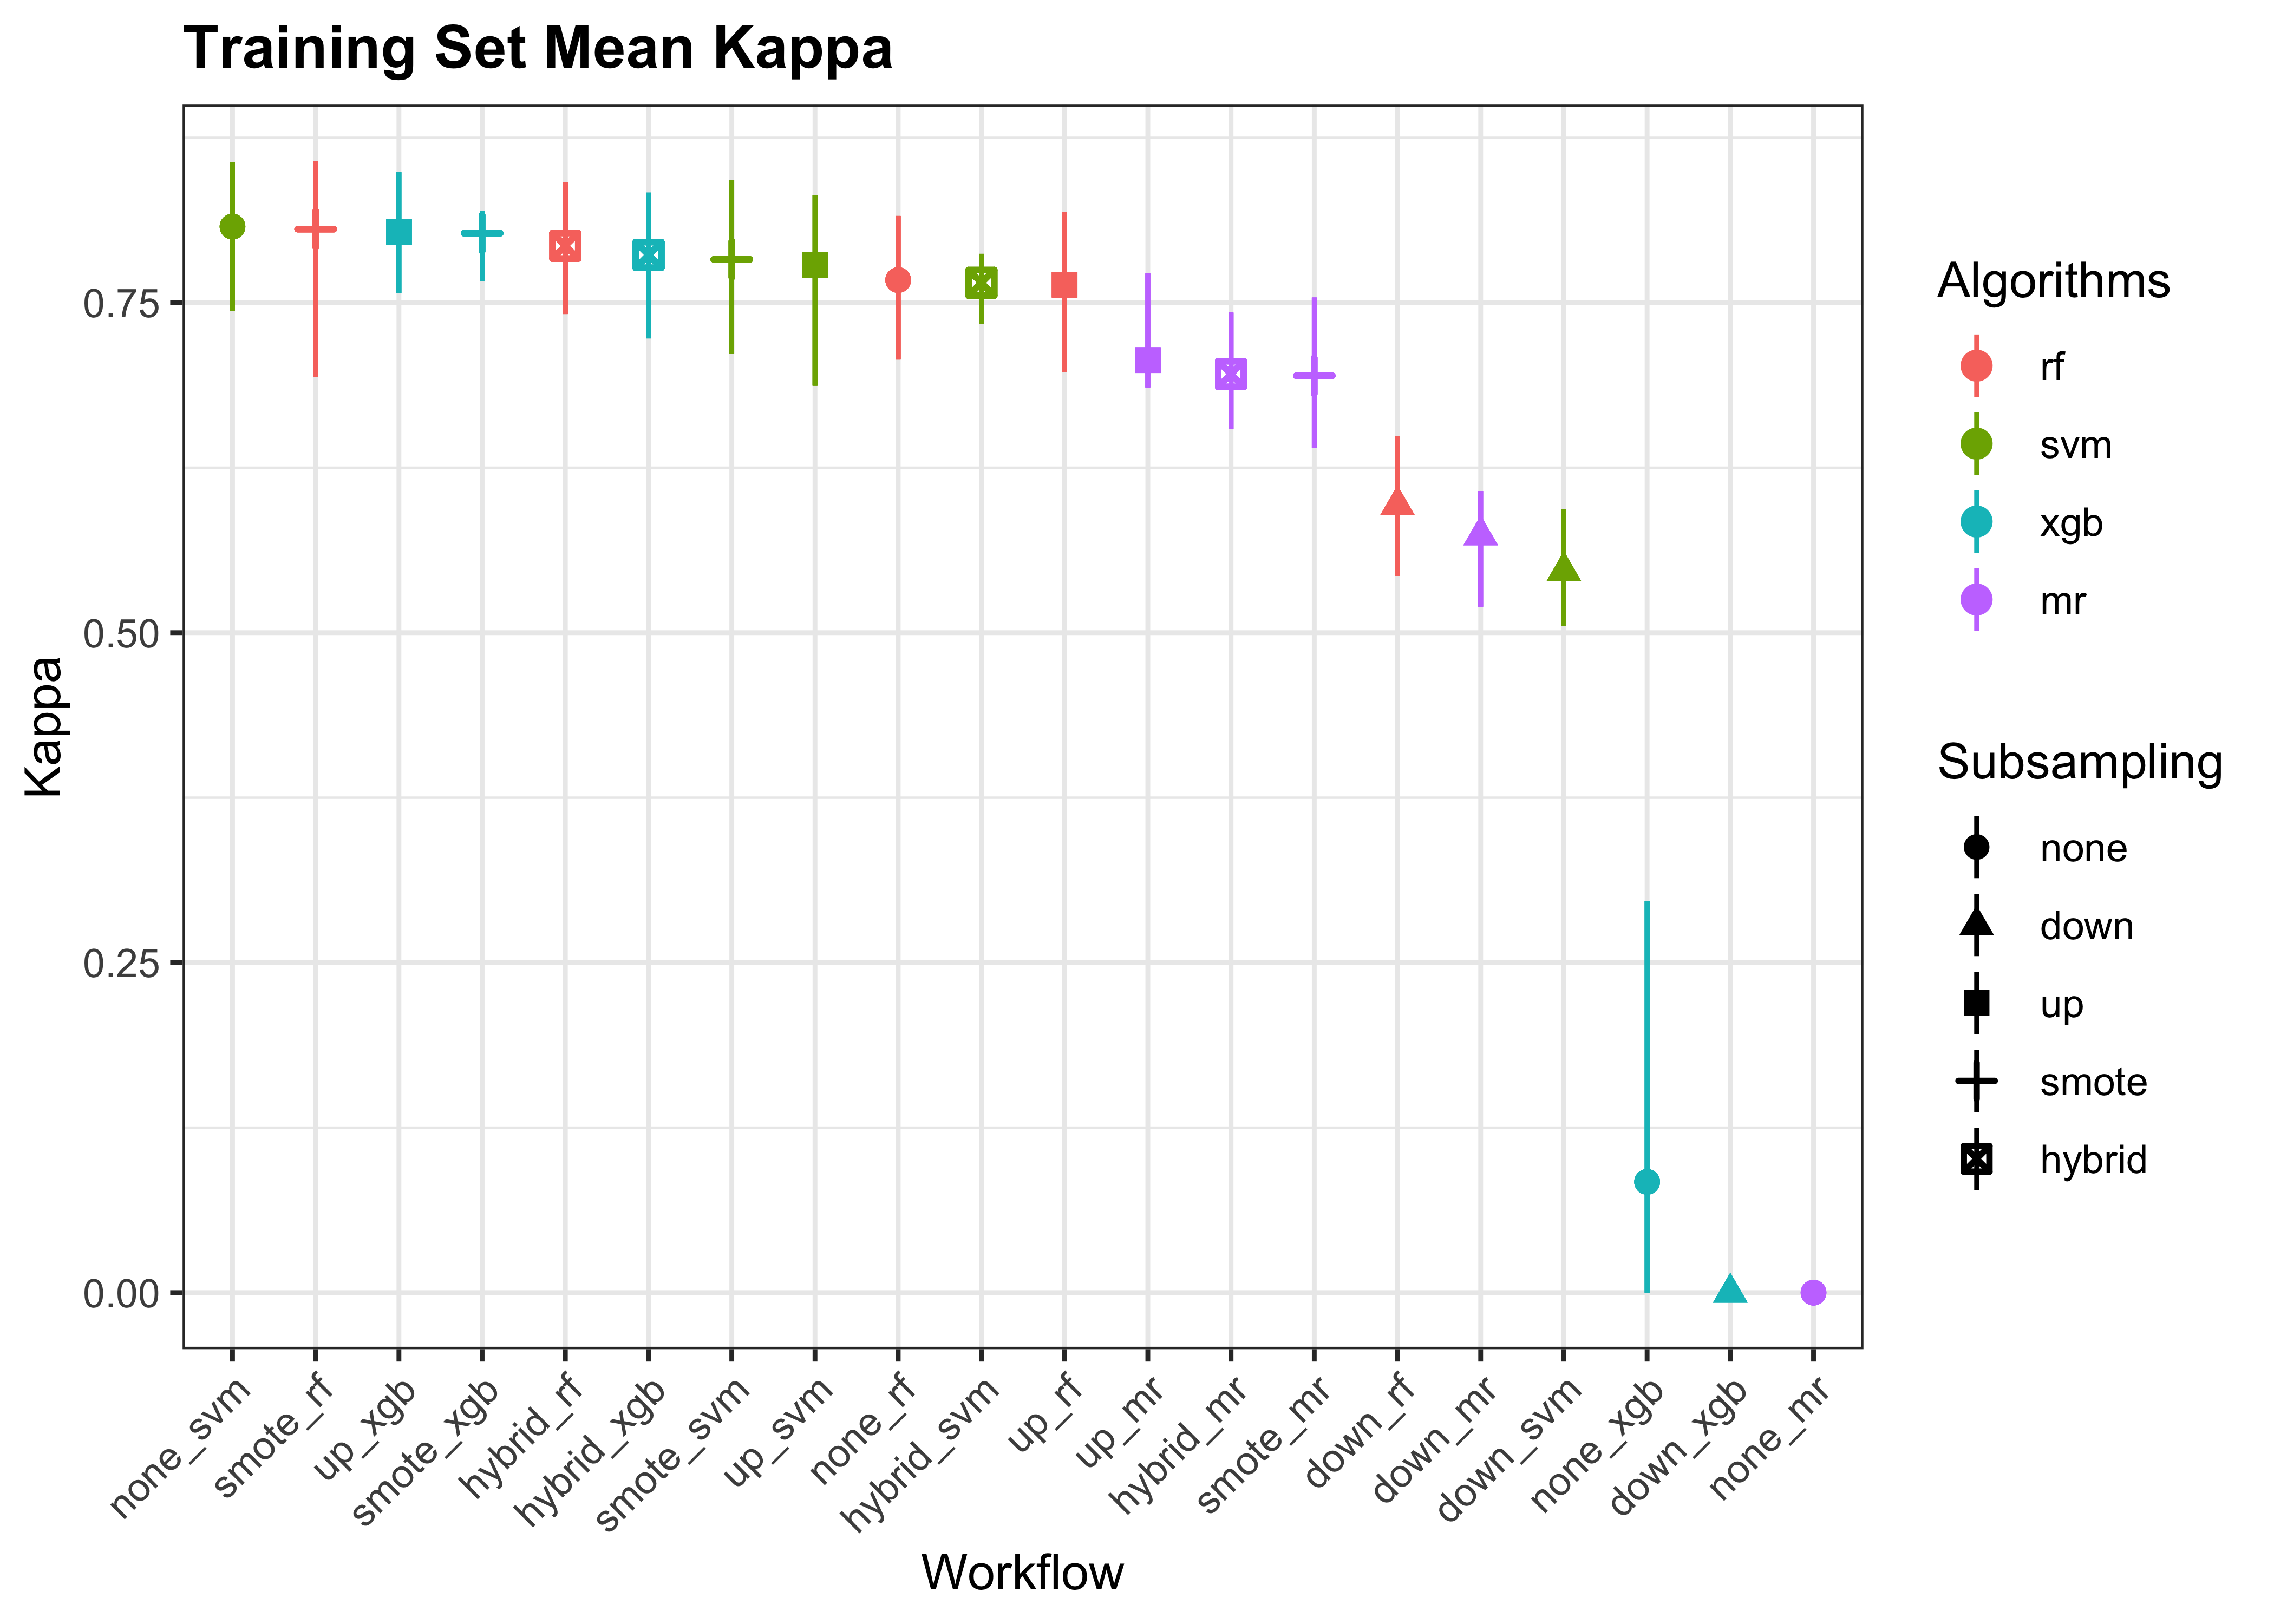 Training Set Mean Kappa
Kappa
0.75
0.50
0.25
0.00
none_svm
smote_rf
up_xgb
smote_xgb
hybrid_rf
hybrid_xgb
smote_svm
up_svm
none_rf
hybrid_svm
up_rf
up_mr
hybrid_mr
smote_mr
down_rf
down_mr
down_svm
none_xgb
down_xgb
none_mr
Workflow
Algorithms
rf
svm
xgb
mr
Subsampling
none
down
up
smote
hybrid